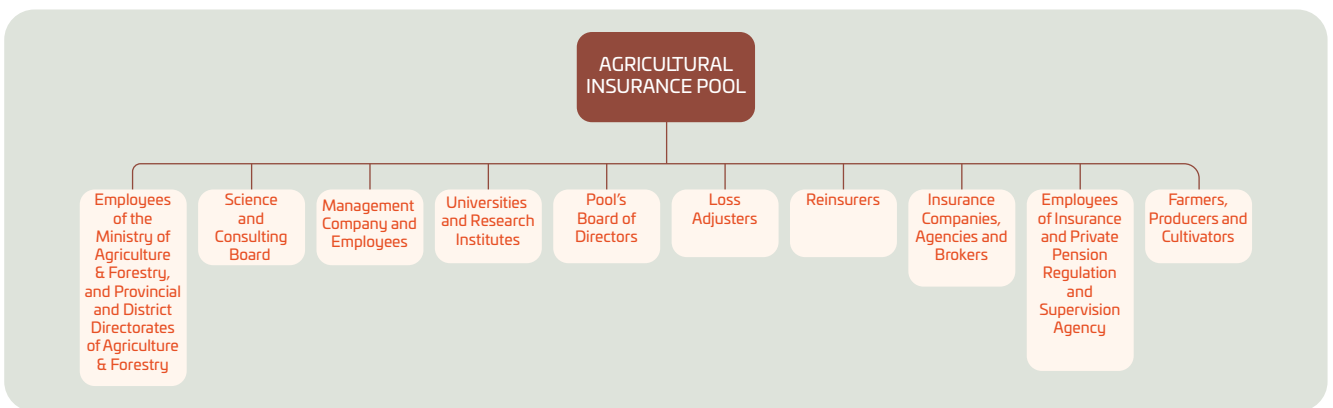 AGRICULTURAL
INSURANCE POOL
Employees
of the
Ministry of
Agriculture
& Forestry,
and Provincial
and District
Directorates
of Agriculture
& Forestry
Science
and
Consulting
Board
Management
Company and
Employees
Universities
and Research
Institutes
Pool's
Board of
Directors
Loss
Adjusters
Reinsurers
Insurance
Companies,
Agencies and
Brokers
Employees
of Insurance
and Private
Pension
Regulation
and
Supervision
Agency
Farmers,
Producers and
Cultivators